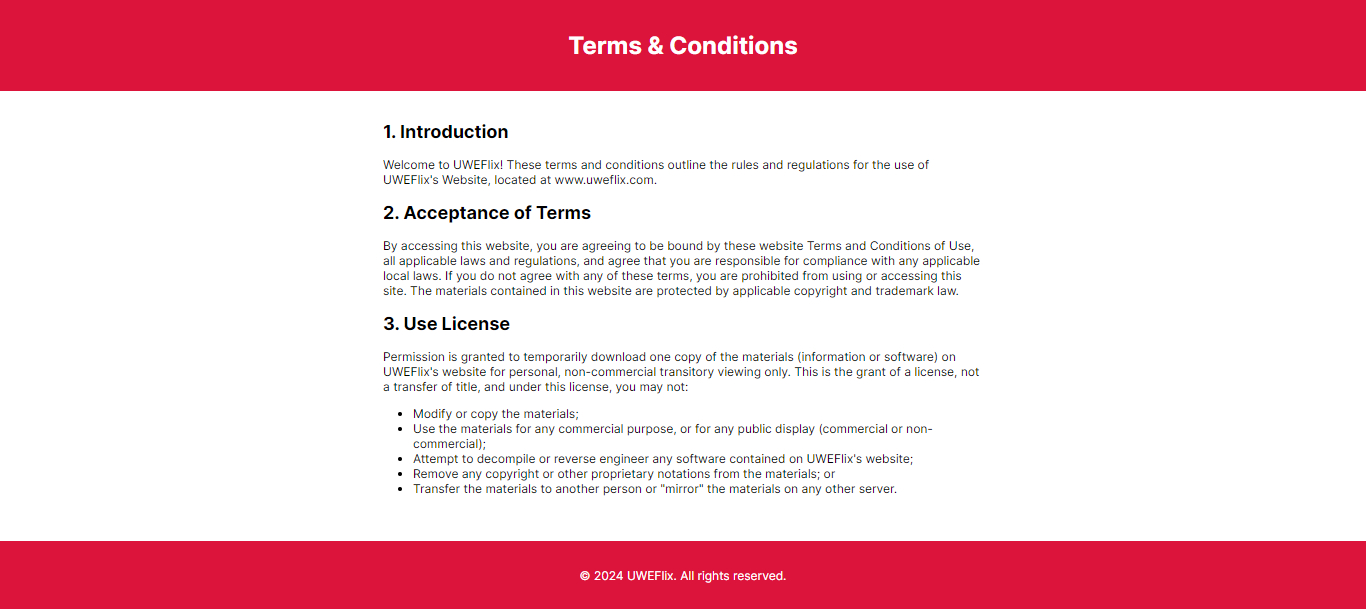 Terms & Conditions
1. Introduction
Welcome to UWEFlix! These terms and conditions outline the rules and regulations for the use of
UWEFlix's Website, located at www.uweflix.com.
2. Acceptance of Terms
By accessing this website, you are agreeing to be bound by these website Terms and Conditions of Use,
all applicable laws and regulations, and agree that you are responsible for compliance with any applicable
local laws. If you do not agree with any of these terms, you are prohibited from using or accessing this
site. The materials contained in this website are protected by applicable copyright and trademark law.
3. Use License
Permission is granted to temporarily download one copy of the materials (information or software) on
UWEFlix's website for personal, non-commercial transitory viewing only. This is the grant of a license, not
a transfer of title, and under this license, you may not:
• Modify or copy the materials;
• Use the materials for any commercial purpose, or for any public display (commercial or non-
commercial);
• Attempt to decompile or reverse engineer any software contained on UWEFlix's website;
• Remove any copyright or other proprietary notations from the materials; or
• Transfer the materials to another person or "mirror" the materials on any other server.
© 2024 UWEFlix. All rights reserved.